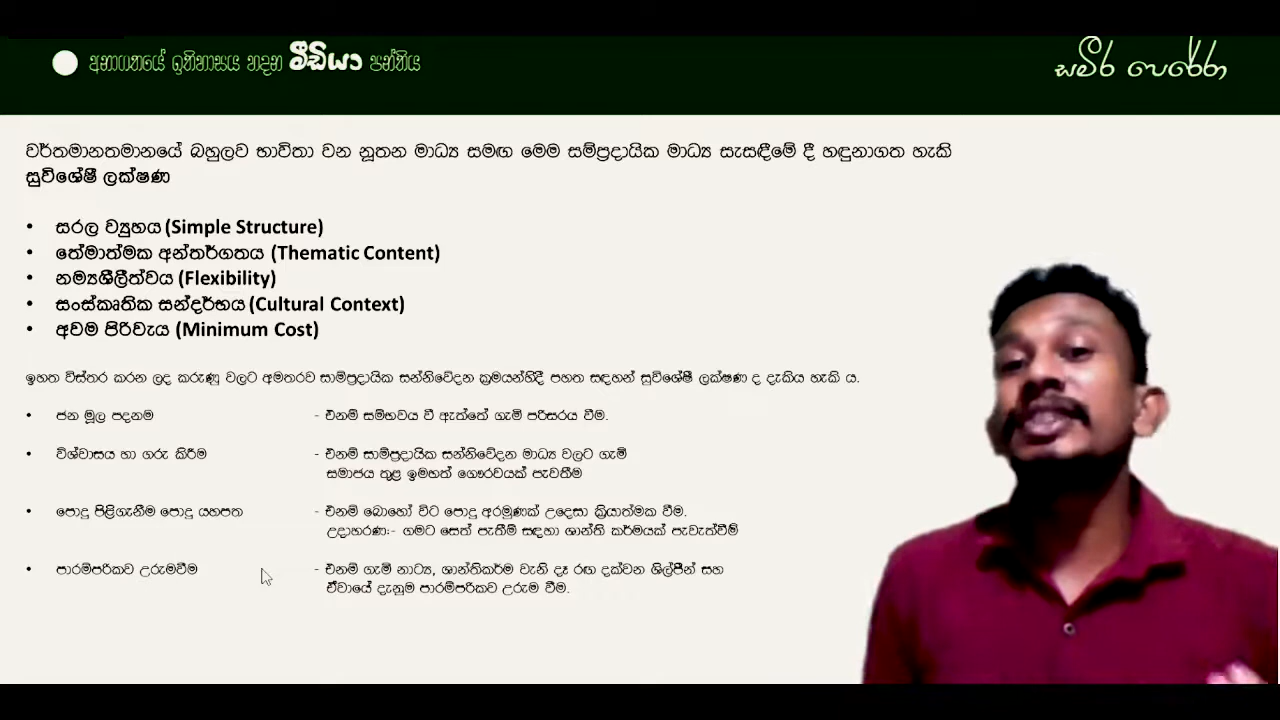 අනාගතයේ ඉතිහාසය හදන මීඩියා පන්තිය
සමීර පෙරේරා
වර්තමානතමානයේ බහුලව භාවිතා වන නූතන මාධ්‍ය සමඟ මෙම සම්ප්‍රදායික මාධ්‍ය සැසඳීමේ දී හඳුනාගත හැකි
සුවිශේෂී ලක්ෂණ
• සරල ව්‍යුහය (Simple Structure)
• තේමාත්මක අන්තර්ගතය (Thematic Content)
• නම්‍යශීලීත්වය (Flexibility)
• සංස්කෘතික සන්දර්භය (Cultural Context)
• අවම පිරිවැය (Minimum Cost)
ඉහත විස්තර කරන ලද කරුණු වලට අමතරව සාම්ප්‍රදායික සන්නිවේදන ක්‍රමයන්හිදී පහත සඳහන් සුවිශේෂී ලක්ෂණ ද දැකිය හැකි ය.
• ජන මූල පදනම - එනම් සම්භවය වී ඇත්තේ ගැමි පරිසරය වීම.
• විශ්වාසය හා ගරු කිරීම - එනම් සාම්ප්‍රදායික සන්නිවේදන මාධ්‍ය වලට ගැමි
සමාජය තුළ ඉමහත් ගෞරවයක් පැවතීම
• පොදු පිළිගැනීම පොදු යහපත - එනම් බොහෝ විට පොදු අරමුණක් උදෙසා ක්‍රියාත්මක වීම.
උදාහරණ:- ගමට සෙත් පැතීම සඳහා ශාන්ති කර්මයක් පැවැත්වීම්
• පාරම්පරිකව උරුමවීම - එනම් ගැමි නාට්‍ය, ශාන්තිකර්ම වැනි දෑ රඟ දක්වන ශිල්පීන් සහ
ඒවායේ දැනුම පාරම්පරිකව උරුම වීම.